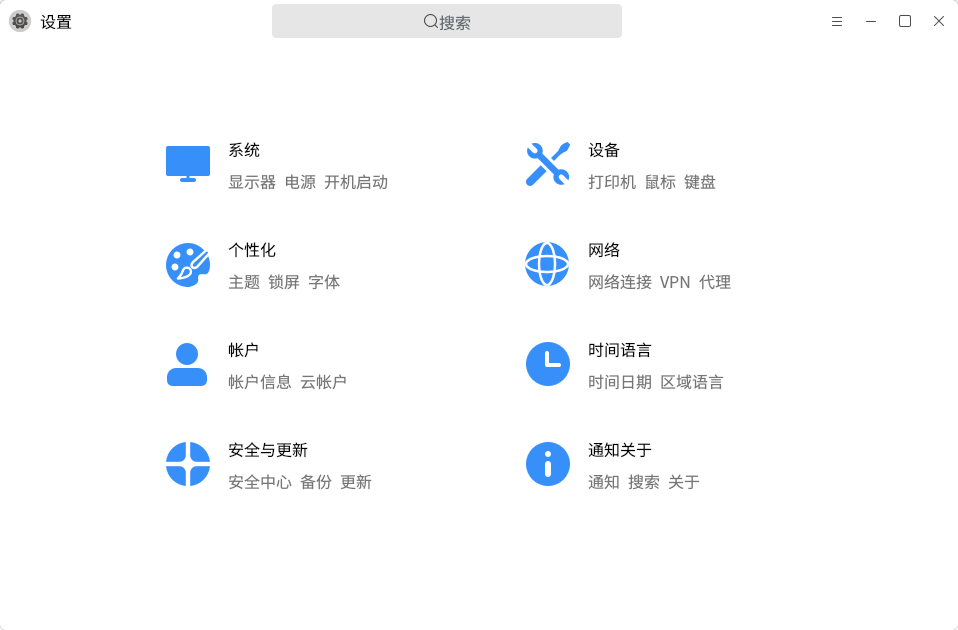 设置
搜索
系统
显示器 电源 开机启动
设备
打印机 鼠标 键盘
个性化
主题 锁屏 字体
网络
网络连接 VPN 代理
帐户
帐户信息 云帐户
时间语言
时间日期 区域语言
安全与更新
安全中心 备份 更新
通知关于
通知 搜索 关于